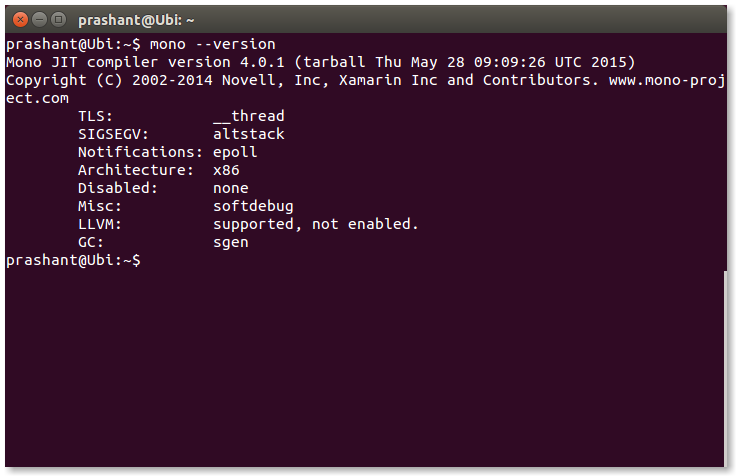 prashant@Ubi: ~
prashant@Ubi:~$ mono --version
Mono JIT compiler version 4.0.1 (tarball Thu May 28 09:09:26 UTC 2015)
Copyright (C) 2002-2014 Novell, Inc, Xamarin Inc and Contributors. www.mono-proj
ect.com
        TLS:           __thread
        SIGSEGV:       altstack
        Notifications: epoll
        Architecture:  x86
        Disabled:      none
        Misc:          softdebug
        LLVM:          supported, not enabled.
        GC:            sgen
prashant@Ubi:~$